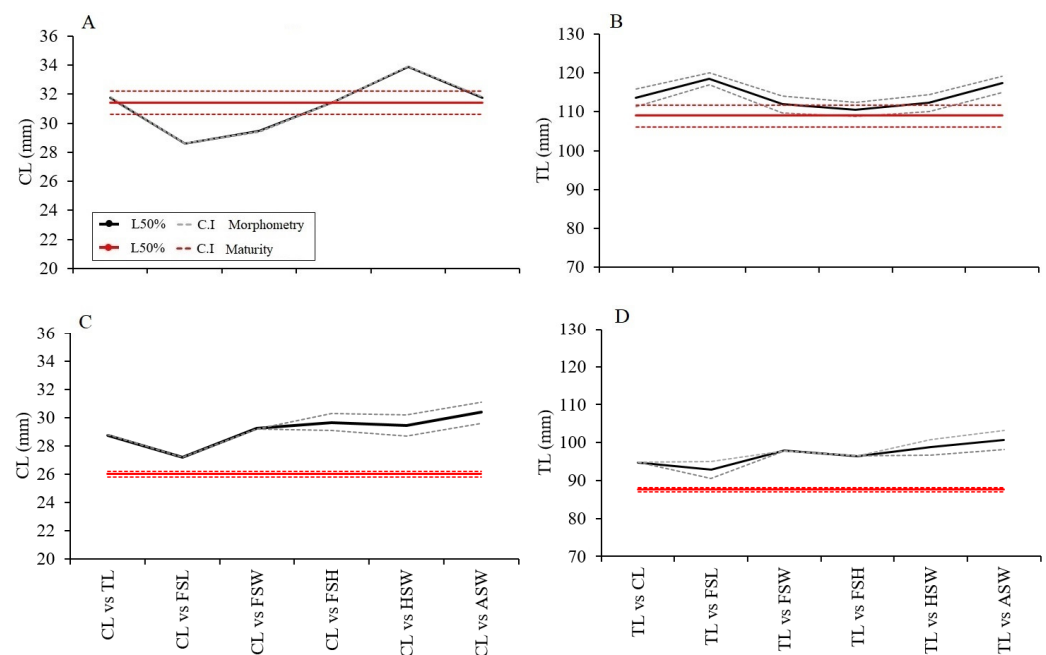 A
36
34
32
30
28
26
24
22
20
CL (mm)
L50% C.I Morphometry
L50% C.I Maturity
B
130
120
110
100
90
80
70
TL (mm)
C
36
34
32
30
28
26
24
22
20
CL (mm)
CL vs TL
CL vs FSL
CL vs FSW
CL vs FSH
CL vs HSW
CL vs ASW
D
130
120
110
100
90
80
70
TL (mm)
TL vs CL
TL vs FSL
TL vs FSW
TL vs FSH
TL vs HSW
TL vs ASW